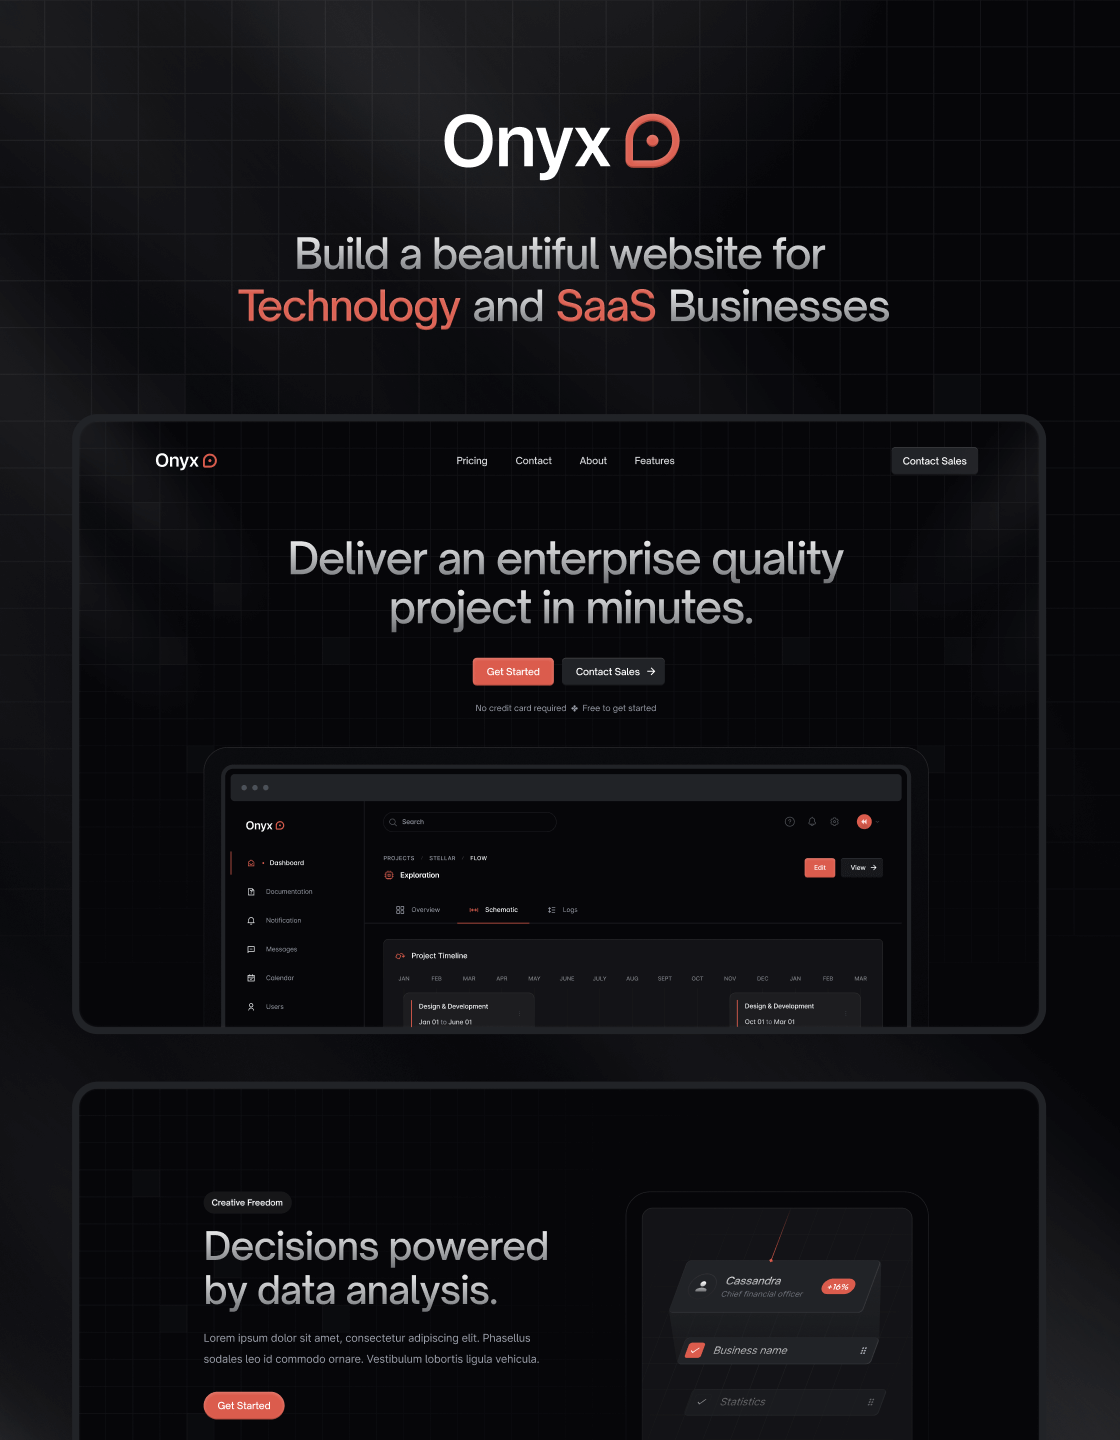 Onyx
Build a beautiful website for
Technology and SaaS Businesses
Onyx
Pricing Contact About Features
Contact Sales
Deliver an enterprise quality
project in minutes.
Get Started
Contact Sales →
No credit card required ✤ Free to get started
Onyx
Search
Dashboard
Documentation
Notification
Messages
Calendar
Users
PROJECTS / STELLAR / FLOW
Exploration
Edit
View →
Overview Schematic Logs
Project Timeline
JAN FEB MAR APR MAY JUNE JULY AUG SEPT OCT NOV DEC JAN FEB MAR
Design & Development
Jan 01 to June 01
Design & Development
Oct 01 to Mar 01
Creative Freedom
Decisions powered
by data analysis.
Lorem ipsum dolor sit amet, consectetur adipiscing elit. Phasellus
sodales leo id commodo ornare. Vestibulum lobortis ligula vehicula.
Get Started
Cassandra
Chief financial officer
+16%
Business name
Statistics